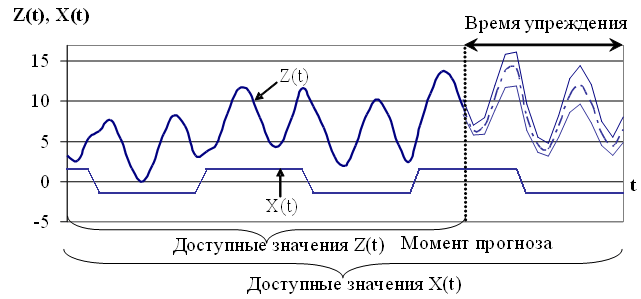 Z(t), X(t)
Время упреждения
15
Z(t)
10
5
0
t
X(t)
-5
Доступные значения Z(t)
Момент прогноза
Доступные значения X(t)